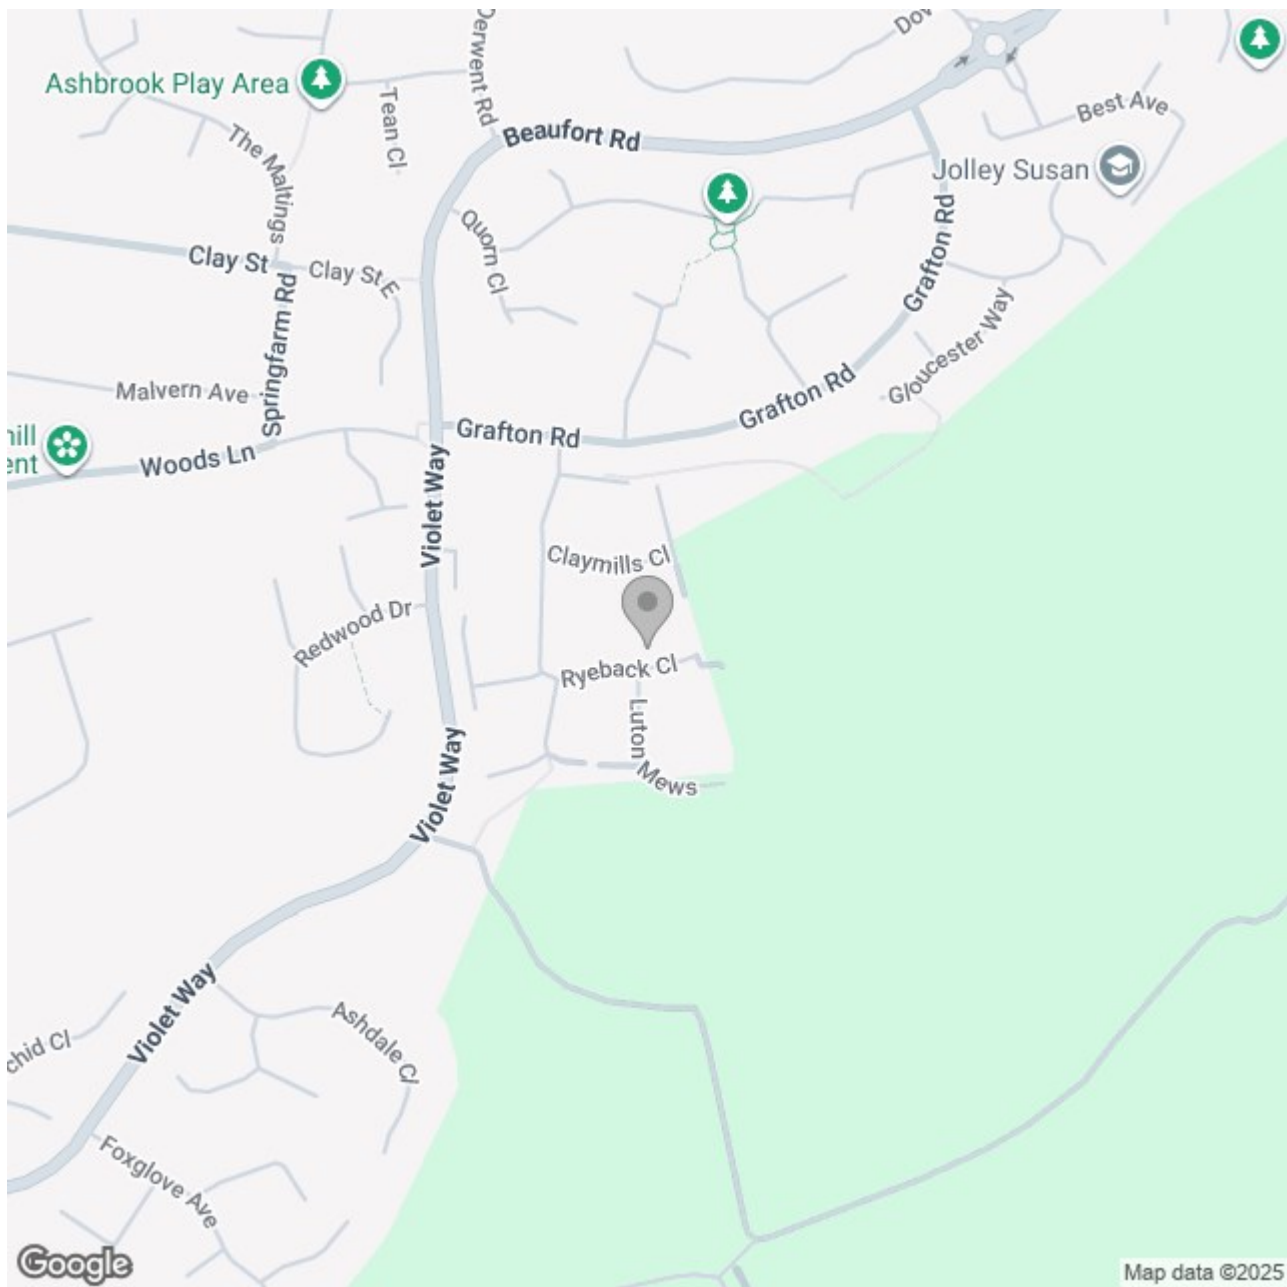 Derwent Rd
Ashbrook Play Area
Tean Cl
Beaufort Rd
Best Ave
The Maltings
Jolley Susan
Quorn Cl
Grafton Rd
Clay St
Clay St E
Springfarm Rd
Gloucester Way
Malvern Ave
Grafton Rd
Grafton Rd
Woods Ln
Violet Way
Claymills Cl
Redwood Dr
Ryeback Cl
Luton Mews
Violet Way
Violet Way
Ashdale Cl
Foxglove Ave
Google
Map data ©2025